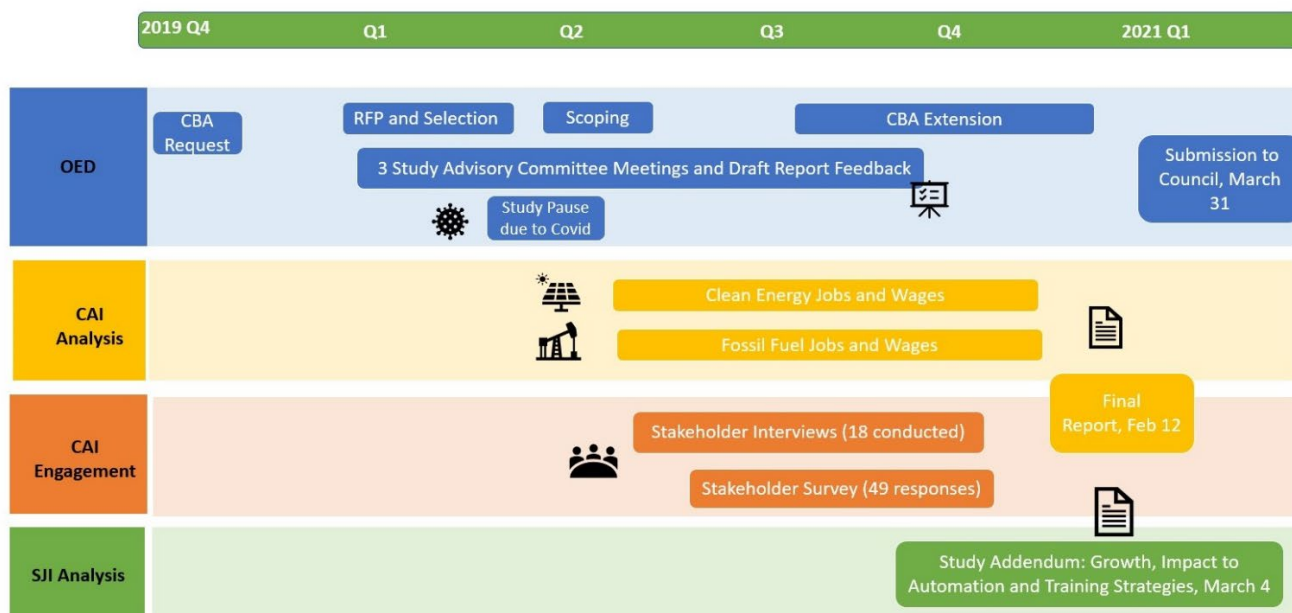 2019 Q4 Q1 Q2 Q3 Q4 2021 Q1
OED
CBA
Request
RFP and Selection
Scoping
CBA Extension
3 Study Advisory Committee Meetings and Draft Report Feedback
Study Pause
due to Covid
Submission to
Council, March
31
CAI
Analysis
Clean Energy Jobs and Wages
Fossil Fuel Jobs and Wages
Final
Report, Feb 12
CAI
Engagement
Stakeholder Interviews (18 conducted)
Stakeholder Survey (49 responses)
SJI Analysis
Study Addendum: Growth, Impact to
Automation and Training Strategies, March 4